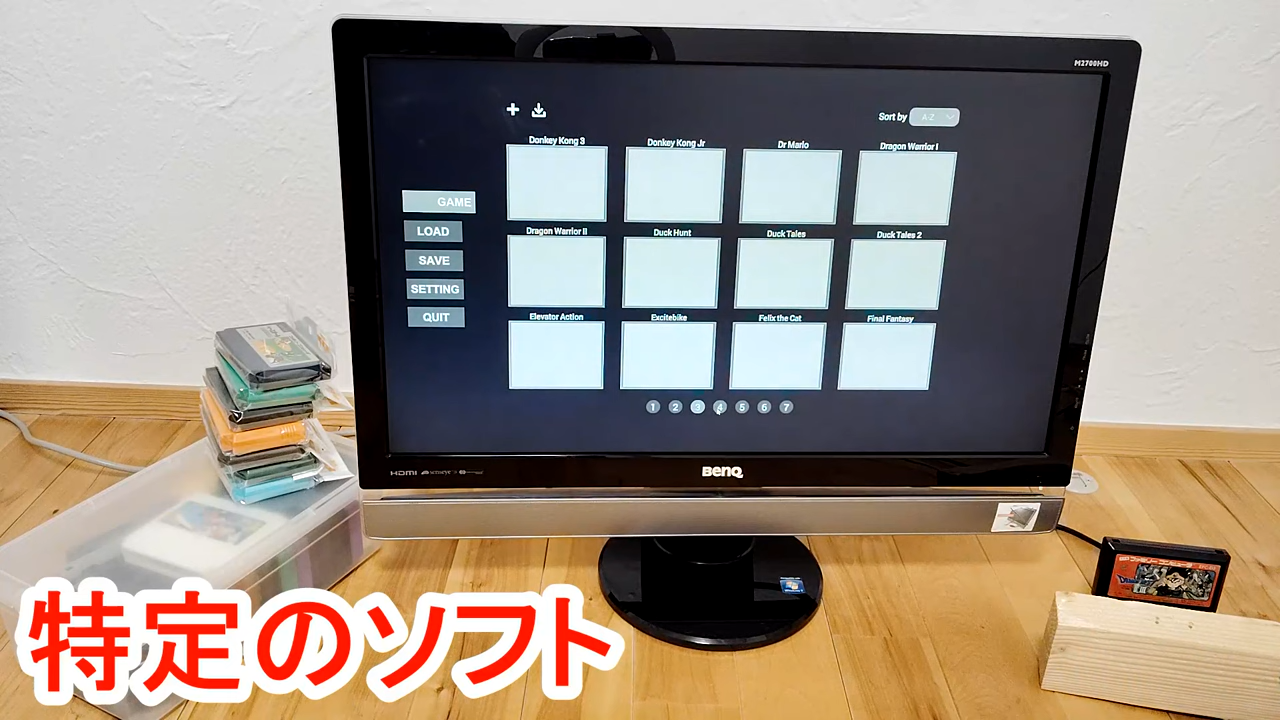 M2700HD
Sort by A-Z
Donkey Kong 3 Donkey Kong Jr Dr Mario Dragon Warrior I
GAME
LOAD
SAVE
SETTING
QUIT
Dragon Warrior II Duck Hunt Duck Tales Duck Tales 2
Elevator Action Excitebike Felix the Cat Final Fantasy
1 2 3 4 5 6 7
HDMI
BenQ
特定のソフト